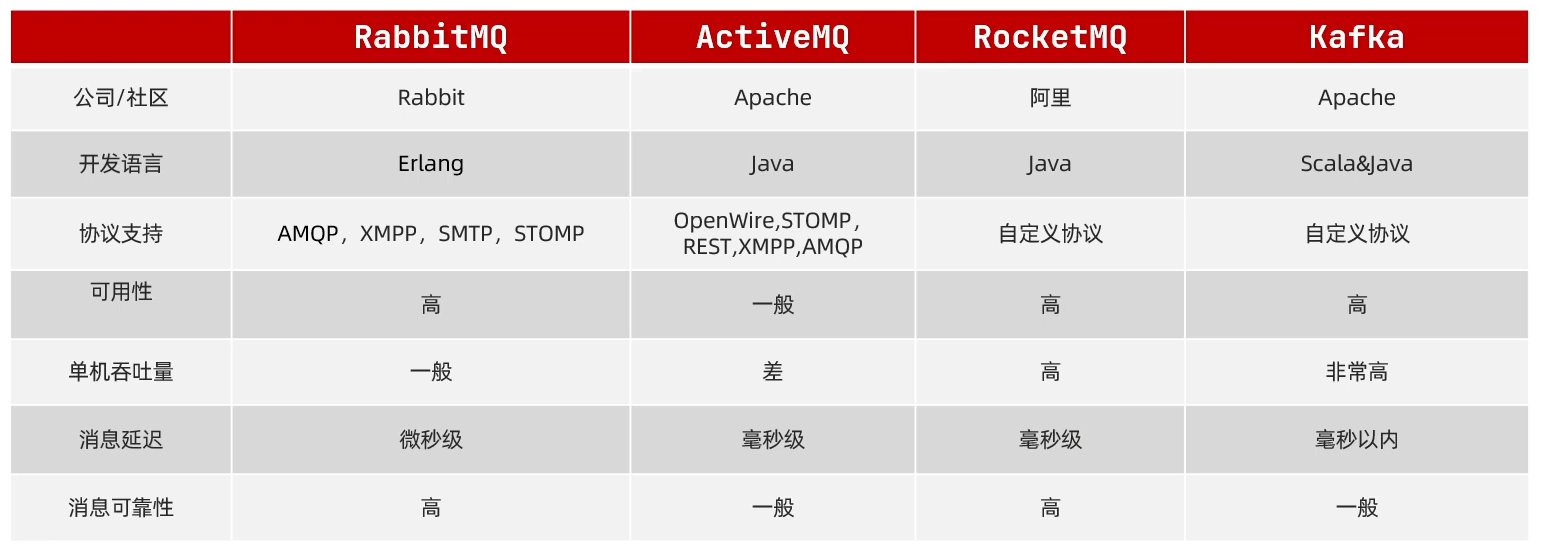 RabbitMQ ActiveMQ RocketMQ Kafka
公司/社区 Rabbit Apache 阿里 Apache
开发语言 Erlang Java Java Scala&Java
协议支持 AMQP，XMPP，SMTP，STOMP OpenWire,STOMP， REST,XMPP,AMQP 自定义协议 自定义协议
可用性 高 一般 高 高
单机吞吐量 一般 差 高 非常高
消息延迟 微秒级 毫秒级 毫秒级 毫秒以内
消息可靠性 高 一般 高 一般